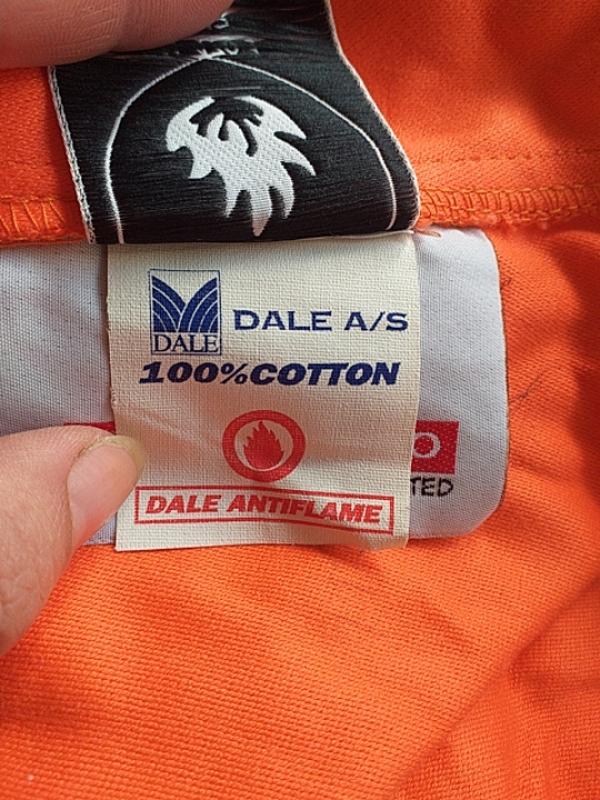 DALE
DALE A/S
100%COTTON
DALE ANTIFLAME
TED